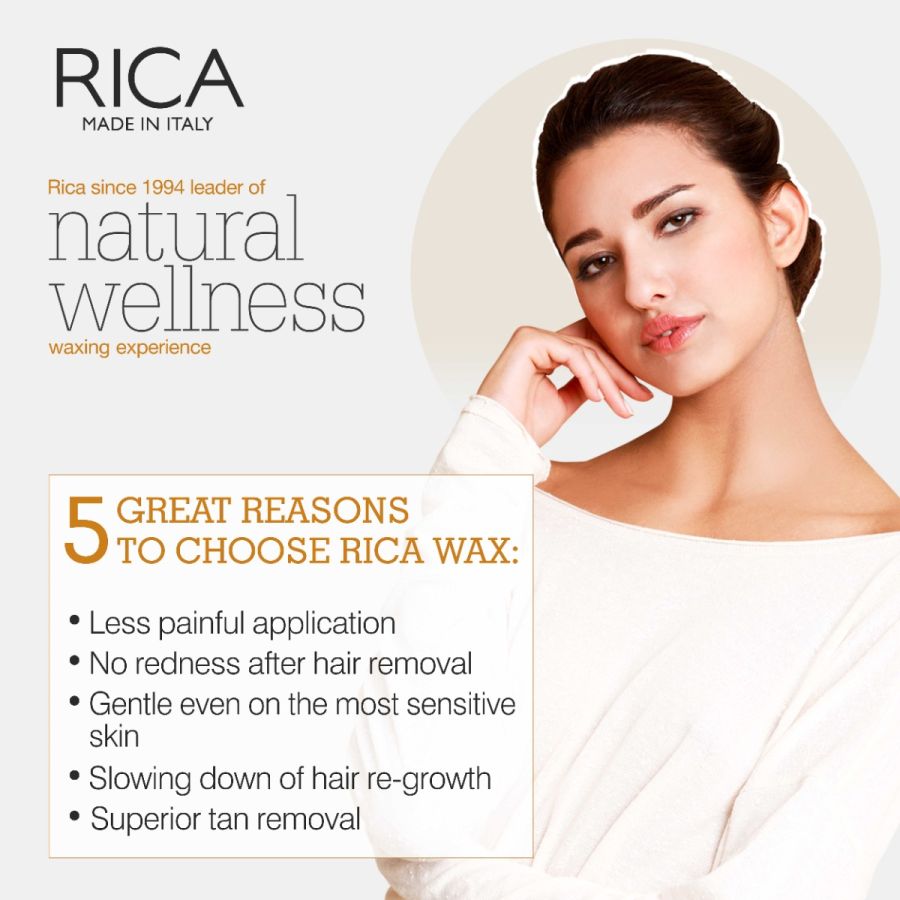 RICA
MADE IN ITALY
Rica since 1994 leader of
natural
wellness
waxing experience
5 GREAT REASONS
TO CHOOSE RICA WAX:
• Less painful application
• No redness after hair removal
• Gentle even on the most sensitive
skin
• Slowing down of hair re-growth
• Superior tan removal